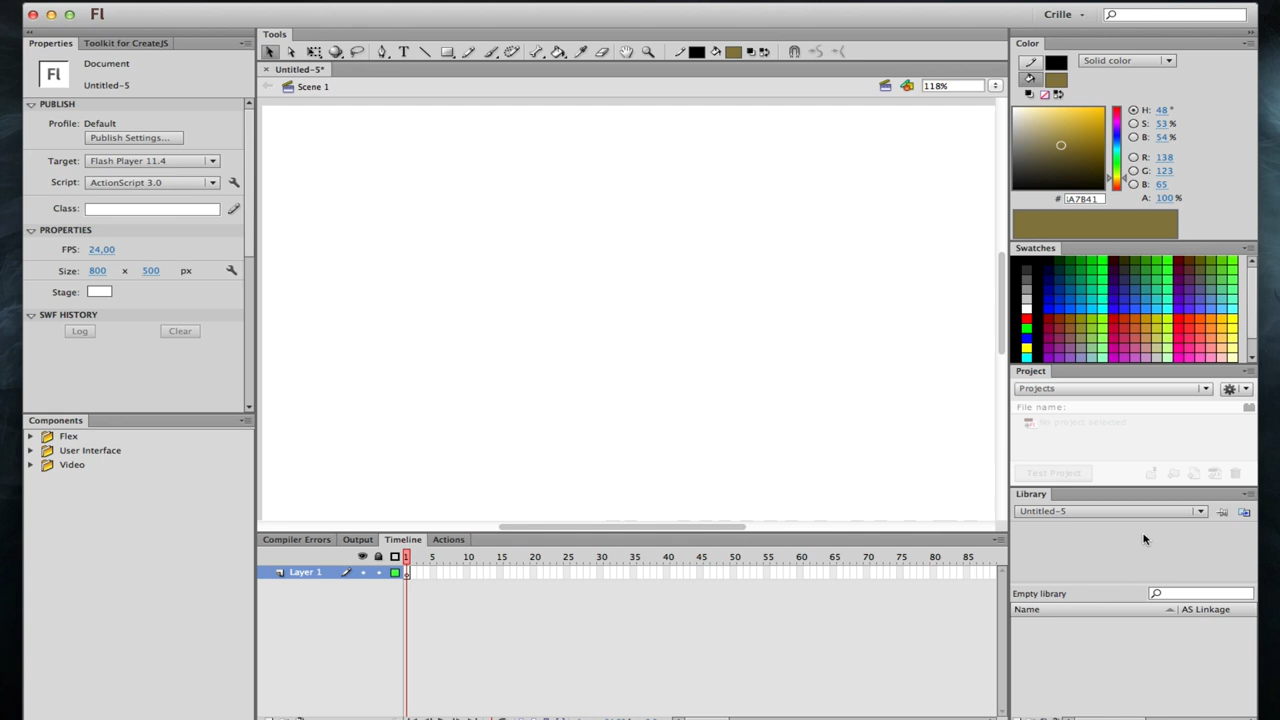 Fl
Crille
Properties
Toolkit for CreateJS
Fl
Document
Untitled-5
PUBLISH
Profile: Default
Publish Settings...
Target: Flash Player 11.4
Script: ActionScript 3.0
Class:
PROPERTIES
FPS: 24,00
Size: 800 x 500 px
Stage:
SWF HISTORY
Log
Clear
Components
Flex
User Interface
Video
Tools
Untitled-5*
Scene 1
118%
Compiler Errors
Output
Timeline
Actions
1 5 10 15 20 25 30 35 40 45 50 55 60 65 70 75 80 85
Layer 1
Color
Solid color
H: 48 °
S: 53 %
B: 54 %
R: 138
G: 123
B: 65
# 8A7B41
A: 100 %
Swatches
Project
Projects
File name:
No project selected
Test Project
Library
Untitled-5
Empty library
Name
AS Linkage